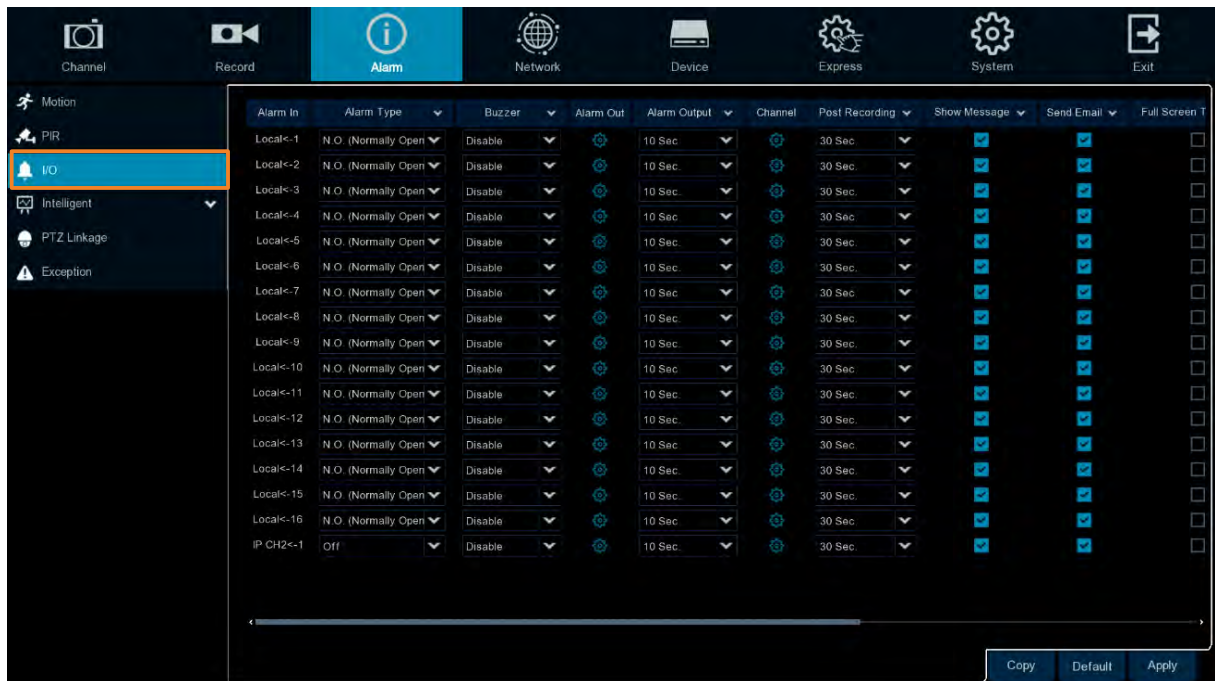 Channel Record Alarm Network Device Express System Exit
Motion
PIR
I/O
Intelligent
PTZ Linkage
Exception
Alarm In Alarm Type Buzzer Alarm Out Alarm Output Channel Post Recording Show Message Send Email Full Screen T
Local<-1 N.O. (Normally Open Disable 10 Sec. 30 Sec.
Local<-2 N.O. (Normally Open Disable 10 Sec. 30 Sec.
Local<-3 N.O. (Normally Open Disable 10 Sec. 30 Sec.
Local<-4 N.O. (Normally Open Disable 10 Sec. 30 Sec.
Local<-5 N.O. (Normally Open Disable 10 Sec. 30 Sec.
Local<-6 N.O. (Normally Open Disable 10 Sec. 30 Sec.
Local<-7 N.O. (Normally Open Disable 10 Sec. 30 Sec.
Local<-8 N.O. (Normally Open Disable 10 Sec. 30 Sec.
Local<-9 N.O. (Normally Open Disable 10 Sec. 30 Sec.
Local<-10 N.O. (Normally Open Disable 10 Sec. 30 Sec.
Local<-11 N.O. (Normally Open Disable 10 Sec. 30 Sec.
Local<-12 N.O. (Normally Open Disable 10 Sec. 30 Sec.
Local<-13 N.O. (Normally Open Disable 10 Sec. 30 Sec.
Local<-14 N.O. (Normally Open Disable 10 Sec. 30 Sec.
Local<-15 N.O. (Normally Open Disable 10 Sec. 30 Sec.
Local<-16 N.O. (Normally Open Disable 10 Sec. 30 Sec.
IP CH2<-1 Off Disable 10 Sec. 30 Sec.
Copy Default Apply